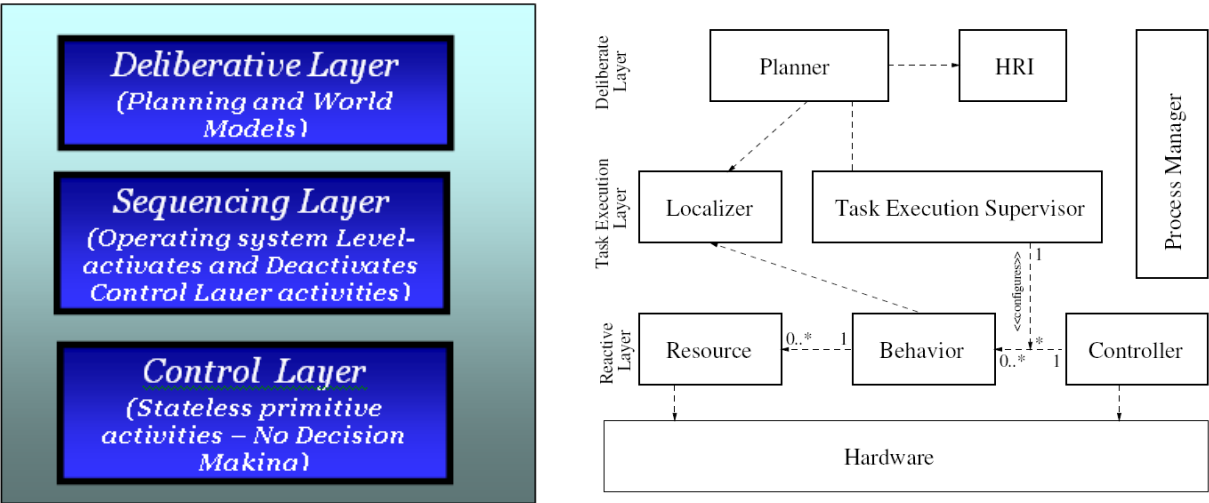 Deliberative Layer
(Planning and World
Models)
Sequencing Layer
(Operating system Level-
activates and Deactivates
Control Lauer activities)
Control Layer
(Stateless primitive
activities – No Decision
Makina)
Deliberate
Layer
Planner
HRI
Process Manager
Task Execution
Layer
Localizer
Task Execution Supervisor
1
<<configures>>
*
Reactive
Layer
Resource
0..*
1
Behavior
0..*
1
Controller
Hardware